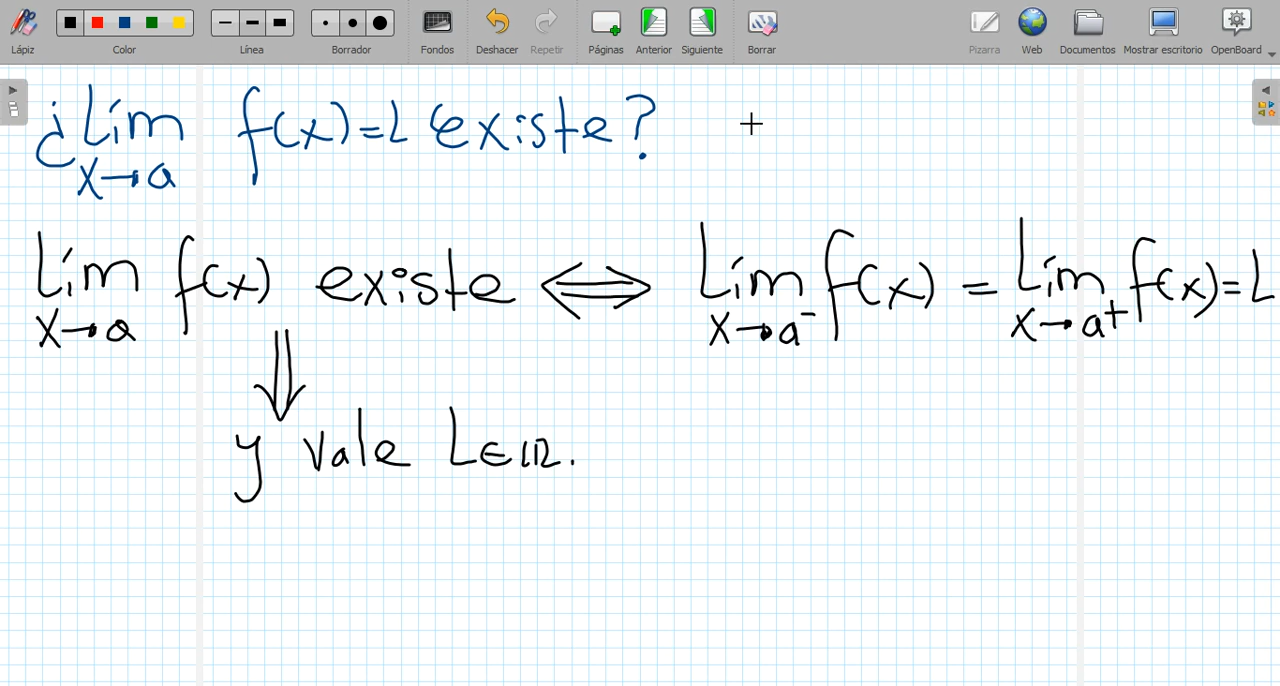 Lápiz Color Línea Borrador Fondos Deshacer Repetir Páginas Anterior Siguiente Borrar Pizarra Web Documentos Mostrar escritorio OpenBoard
¿Lím f(x)=L existe?
x→a
Lím f(x) existe ⟺ Lím f(x) = Lím f(x)=L
x→a x→a⁻ x→a⁺
⇓
y vale L∈ℝ.